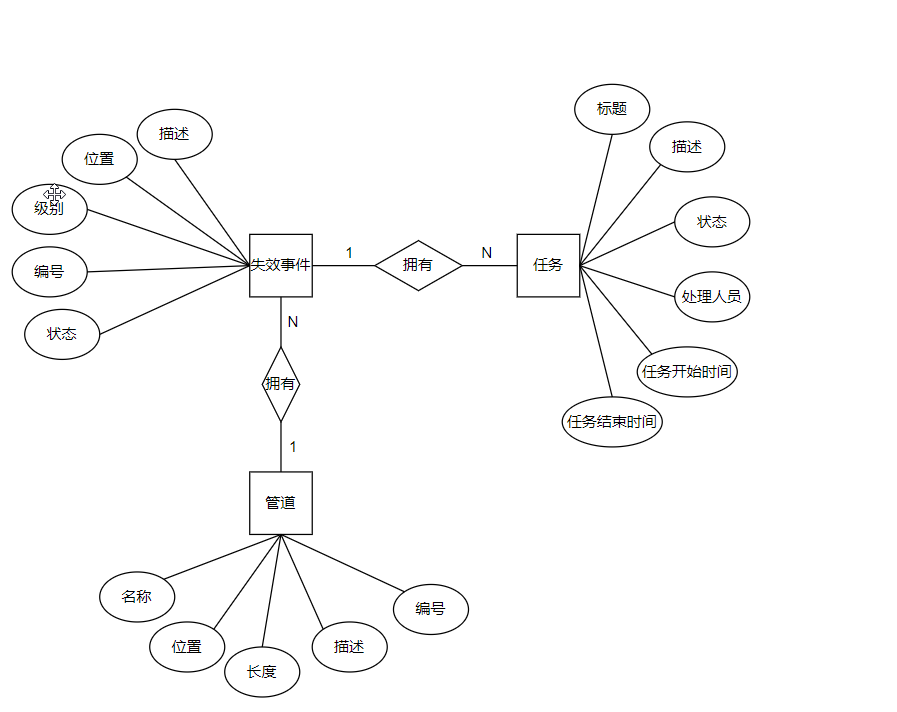 标题
描述
描述
位置
级别
状态
失效事件
1
拥有
N
任务
编号
处理人员
N
状态
任务开始时间
拥有
任务结束时间
1
管道
名称
编号
位置
描述
长度